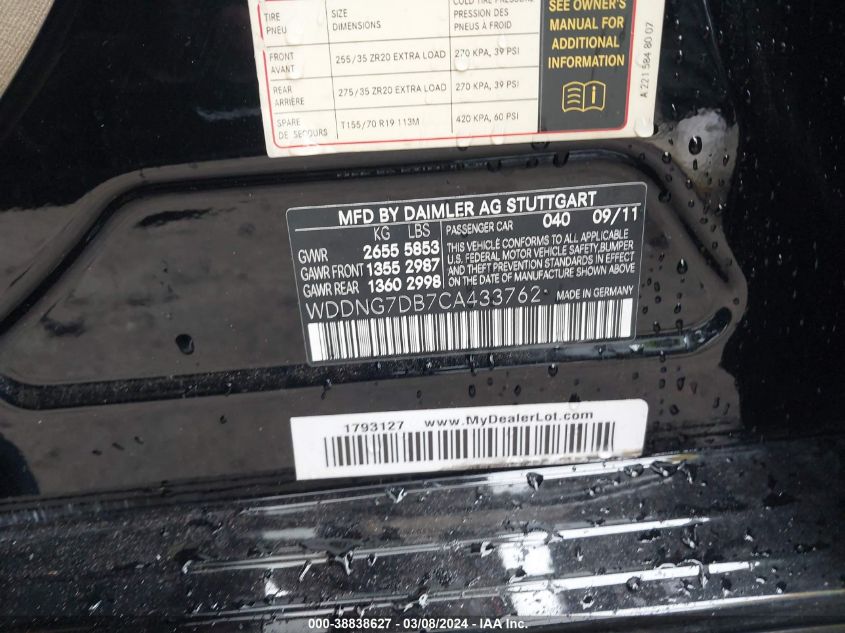 TIRE SIZE COLD TIRE PRESSURE
PNEU DIMENSIONS PRESSION DES
PNEUS À FROID
FRONT
AVANT 255/35 ZR20 EXTRA LOAD 270 KPA, 39 PSI
REAR
ARRIÈRE 275/35 ZR20 EXTRA LOAD 270 KPA, 39 PSI
SPARE
DE SECOURS T155/70 R19 113M 420 KPA, 60 PSI
SEE OWNER'S
MANUAL FOR
ADDITIONAL
INFORMATION
A 221 584 80 07
MFD BY DAIMLER AG STUTTGART
KG LBS PASSENGER CAR 040 09/11
GVWR 2655 5853
GAWR FRONT 1355 2987
GAWR REAR 1360 2998
THIS VEHICLE CONFORMS TO ALL APPLICABLE
U.S. FEDERAL MOTOR VEHICLE SAFETY, BUMPER
AND THEFT PREVENTION STANDARDS IN EFFECT
ON THE DATE OF MANUFACTURE SHOWN ABOVE.
WDDNG7DB7CA433762 MADE IN GERMANY
1793127 www.MyDealerLot.com
000-38838627 - 03/08/2024 - IAAI.com